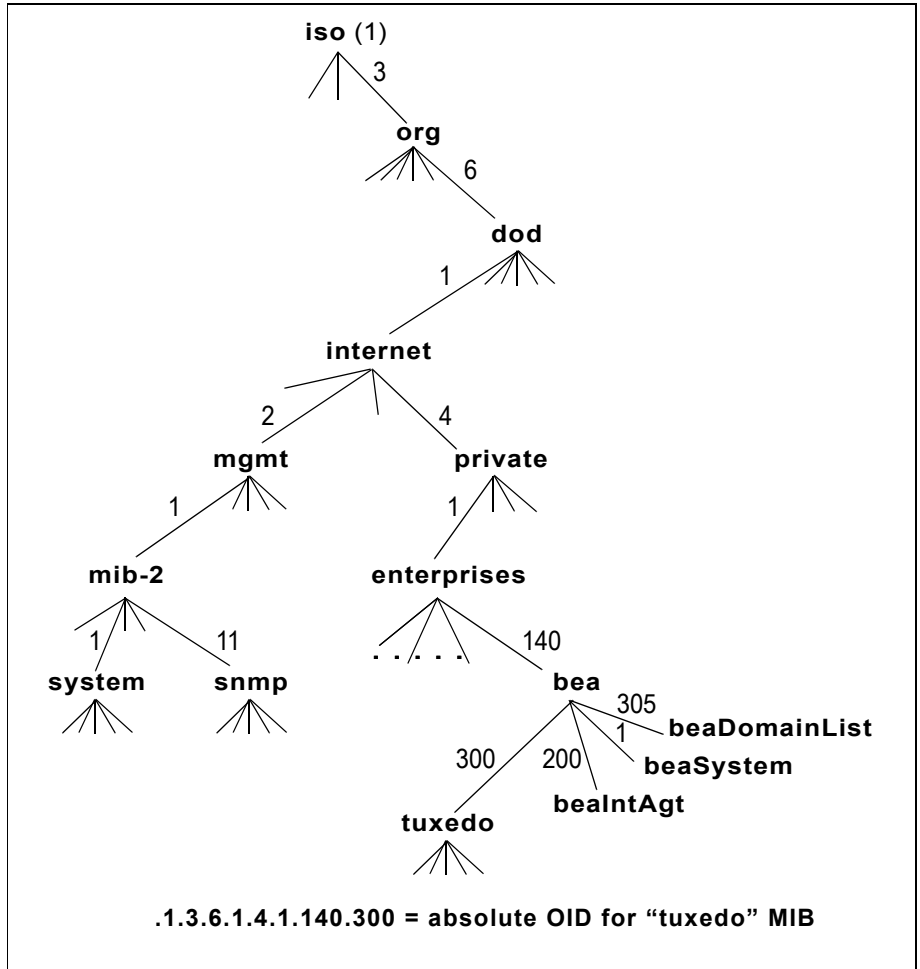 iso (1)
3
org
6
dod
1
internet
2 4
mgmt private
1 1
mib-2 enterprises
1 11 140
system snmp bea
305
beaDomainList
300 200 1
beaSystem
beaIntAgt
tuxedo
.1.3.6.1.4.1.140.300 = absolute OID for “tuxedo” MIB